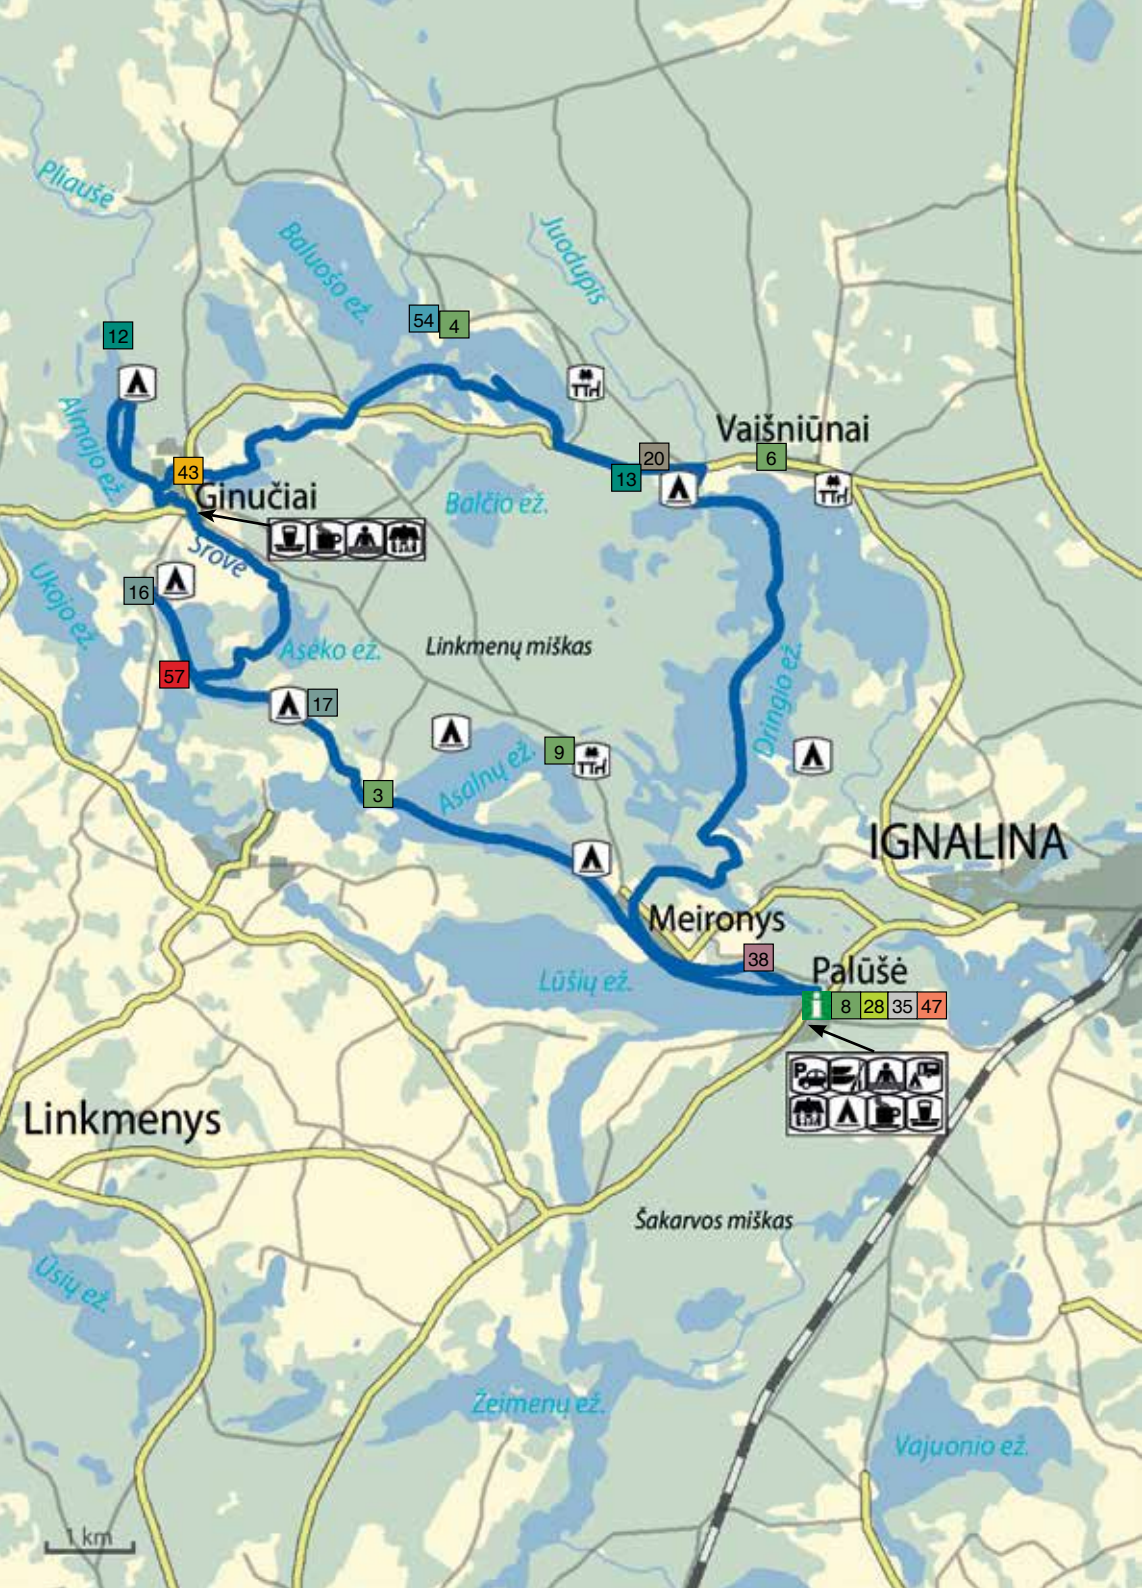 Pliaušė
Baluošo ež.
Juodupis
54
4
12
Almajo ež.
Vaišniūnai
20
6
43
13
Ginučiai
Balčio ež.
Srovė
Ūkojo ež.
16
Asėko ež.
Linkmenų miškas
57
17
Dringio ež.
9
Asalnų ež.
3
IGNALINA
Meironys
38
Palūšė
Lūšių ež.
i 8 28 35 47
P
Linkmenys
Šakarvos miškas
Ūsių ež.
Žeimenų ež.
Vajuonio ež.
1 km